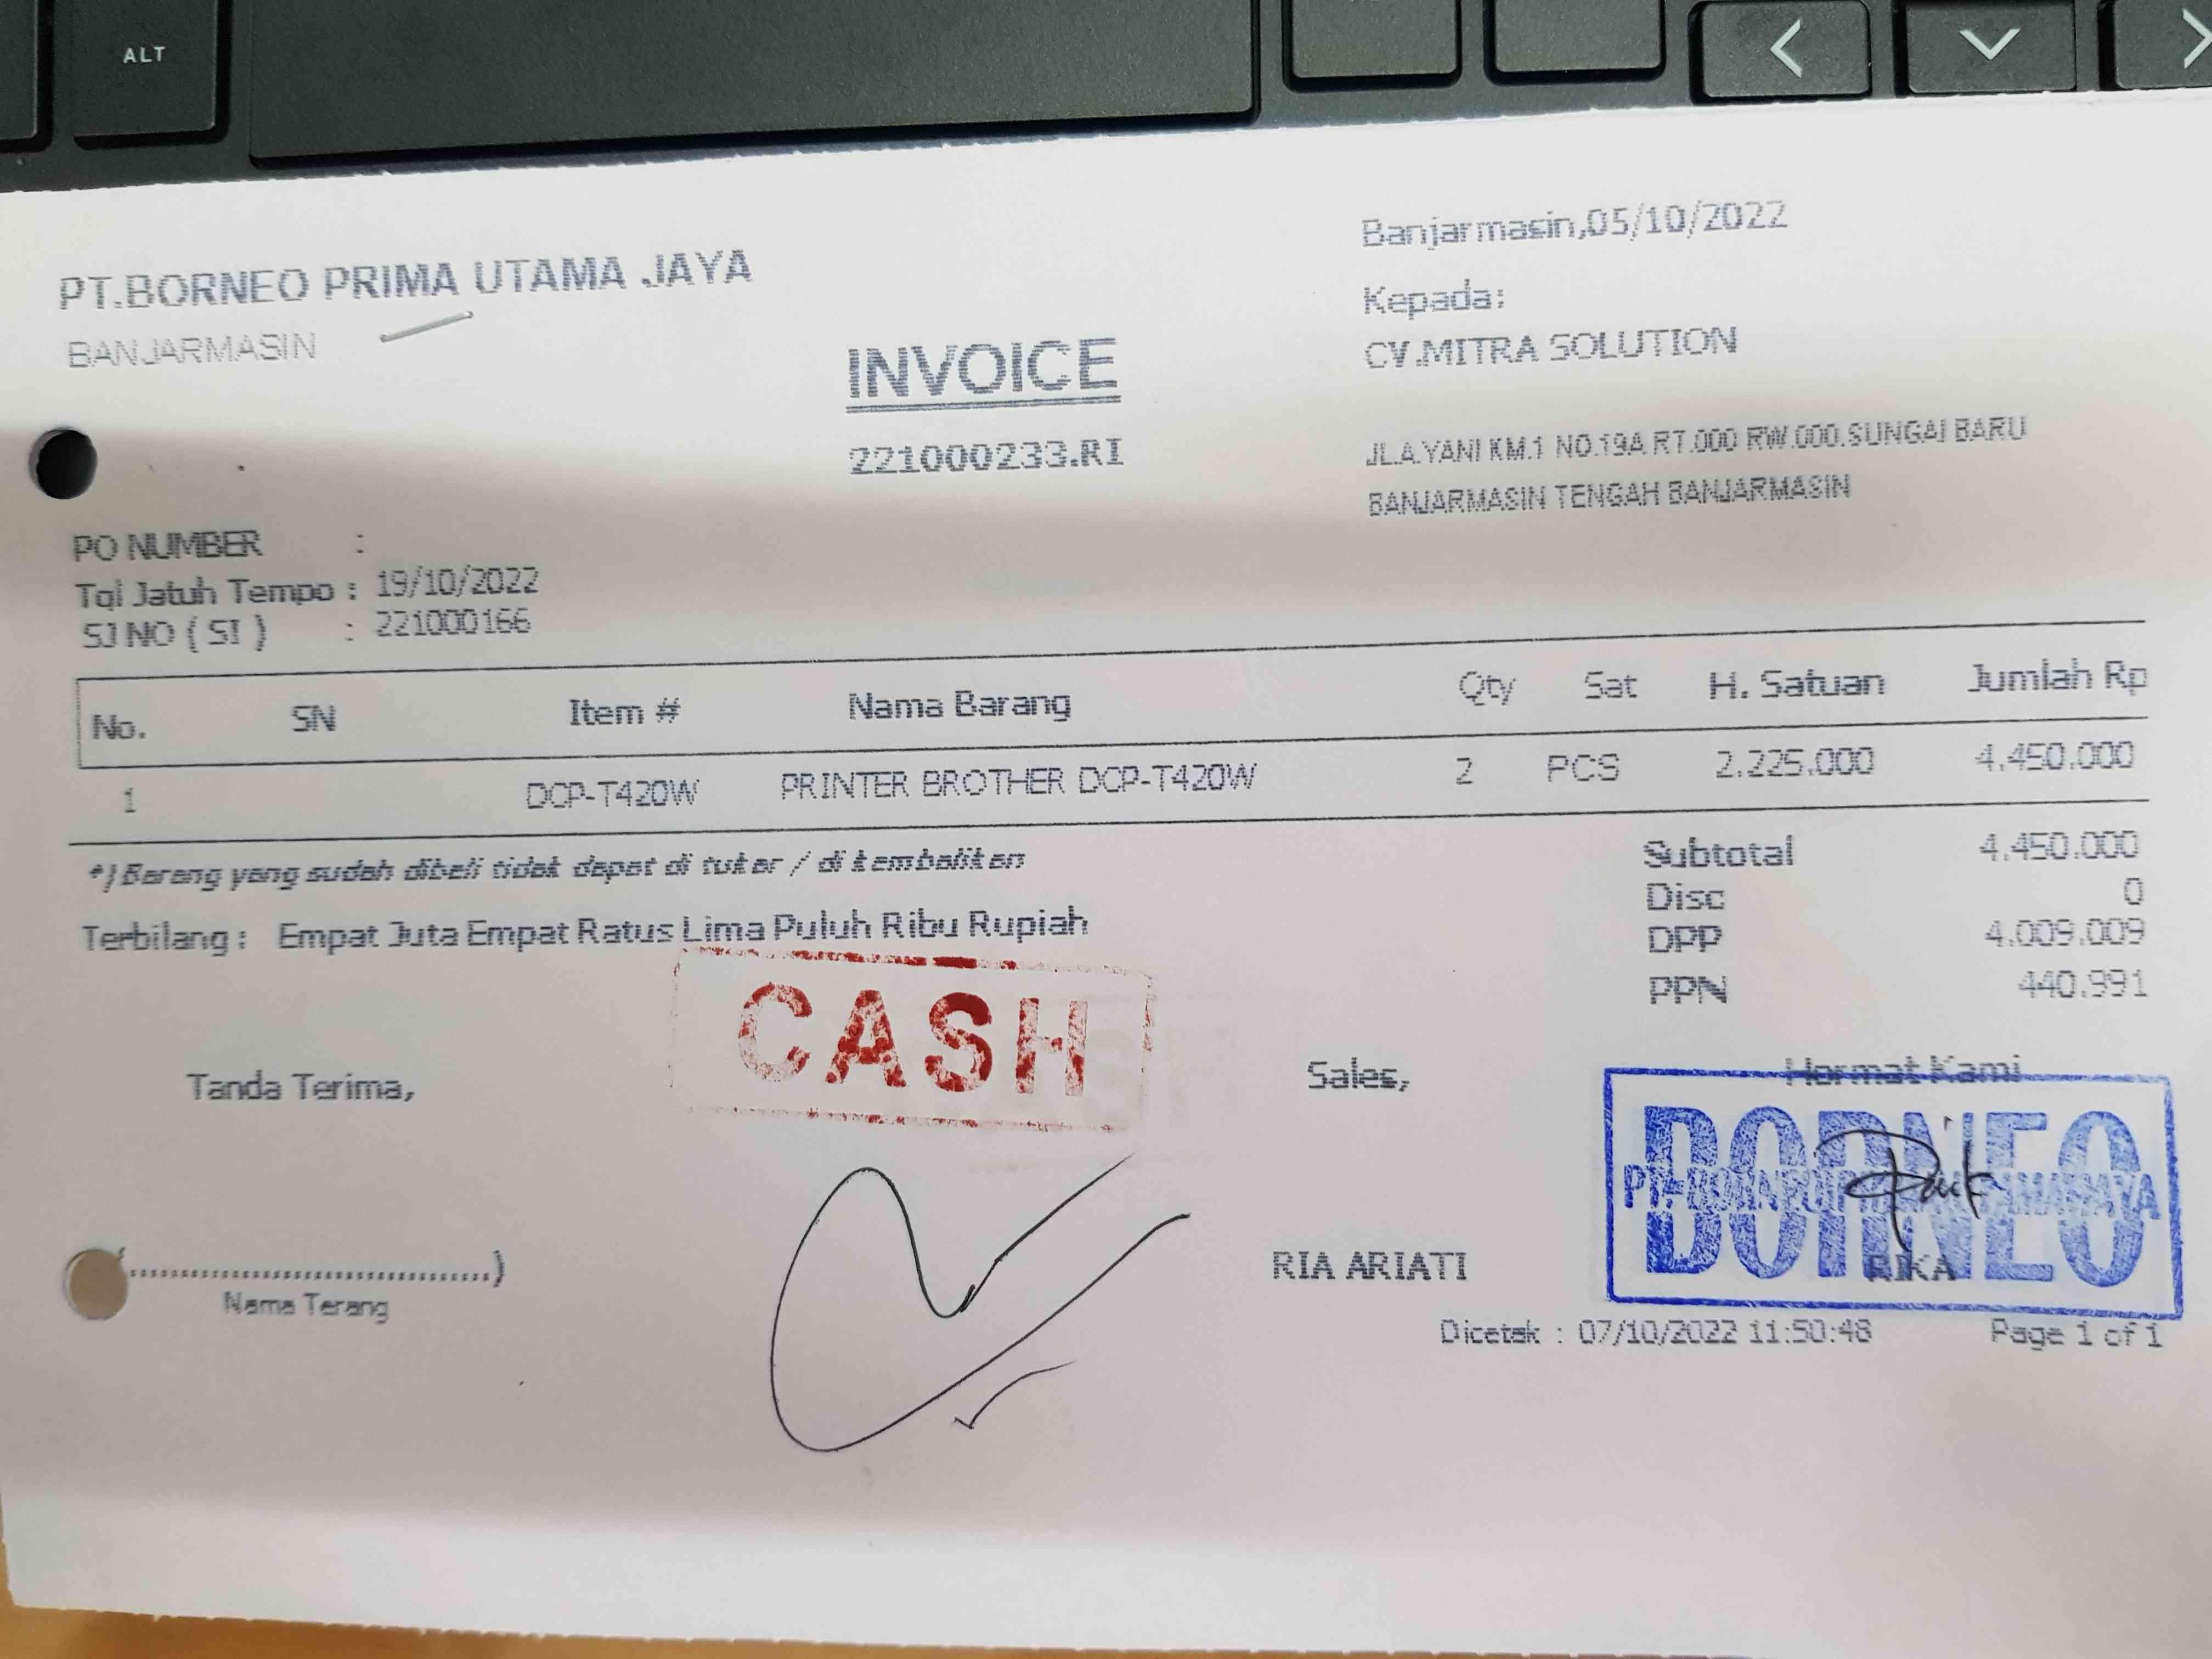 ALT
PT.BORNEO PRIMA UTAMA JAYA
BANJARMASIN
INVOICE
221000233.RI
Banjarmasin,05/10/2022
Kepada:
CV.MITRA SOLUTION
JL.A.YANI KM.1 NO.19A RT.000 RW.000.SUNGAI BARU
BANJARMASIN TENGAH BANJARMASIN
PO NUMBER :
Tgl Jatuh Tempo : 19/10/2022
SJ NO ( SI ) : 221000166
No. SN Item # Nama Barang Qty Sat H. Satuan Jumlah Rp
1 DCP-T420W PRINTER BROTHER DCP-T420W 2 PCS 2.225.000 4.450.000
*) Barang yang sudah dibeli tidak dapat di tukar / di kembalikan
Subtotal 4.450.000
Disc 0
DPP 4.009.009
PPN 440.991
Terbilang : Empat Juta Empat Ratus Lima Puluh Ribu Rupiah
CASH
Tanda Terima,
Sales,
Hormat Kami
BORNEO
( ........................................ )
Nama Terang
RIA ARIATI
RIKA
Dicetak : 07/10/2022 11:50:48 Page 1 of 1